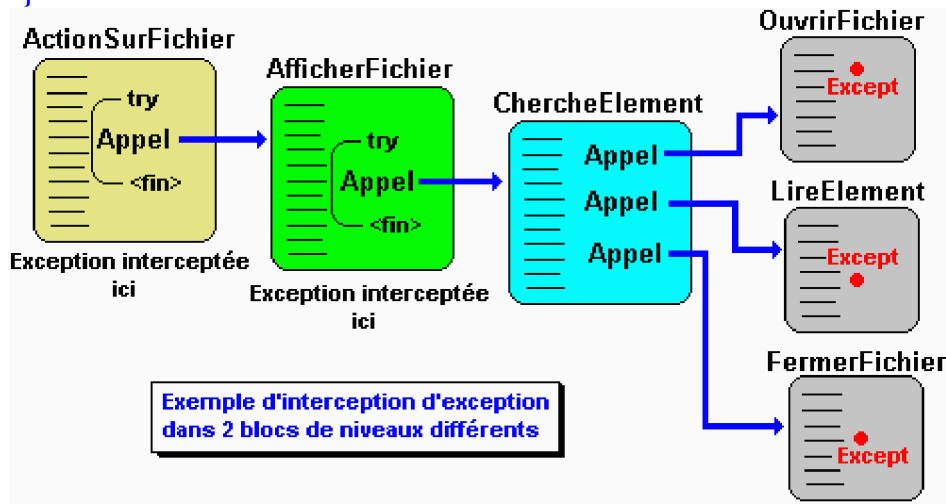 ActionSurFichier
try
Appel
<fin>
Exception interceptée
ici
AfficherFichier
try
Appel
<fin>
Exception interceptée
ici
ChercheElement
Appel
Appel
Appel
OuvrirFichier
Except
LireElement
Except
FermerFichier
Except
Exemple d'interception d'exception
dans 2 blocs de niveaux différents